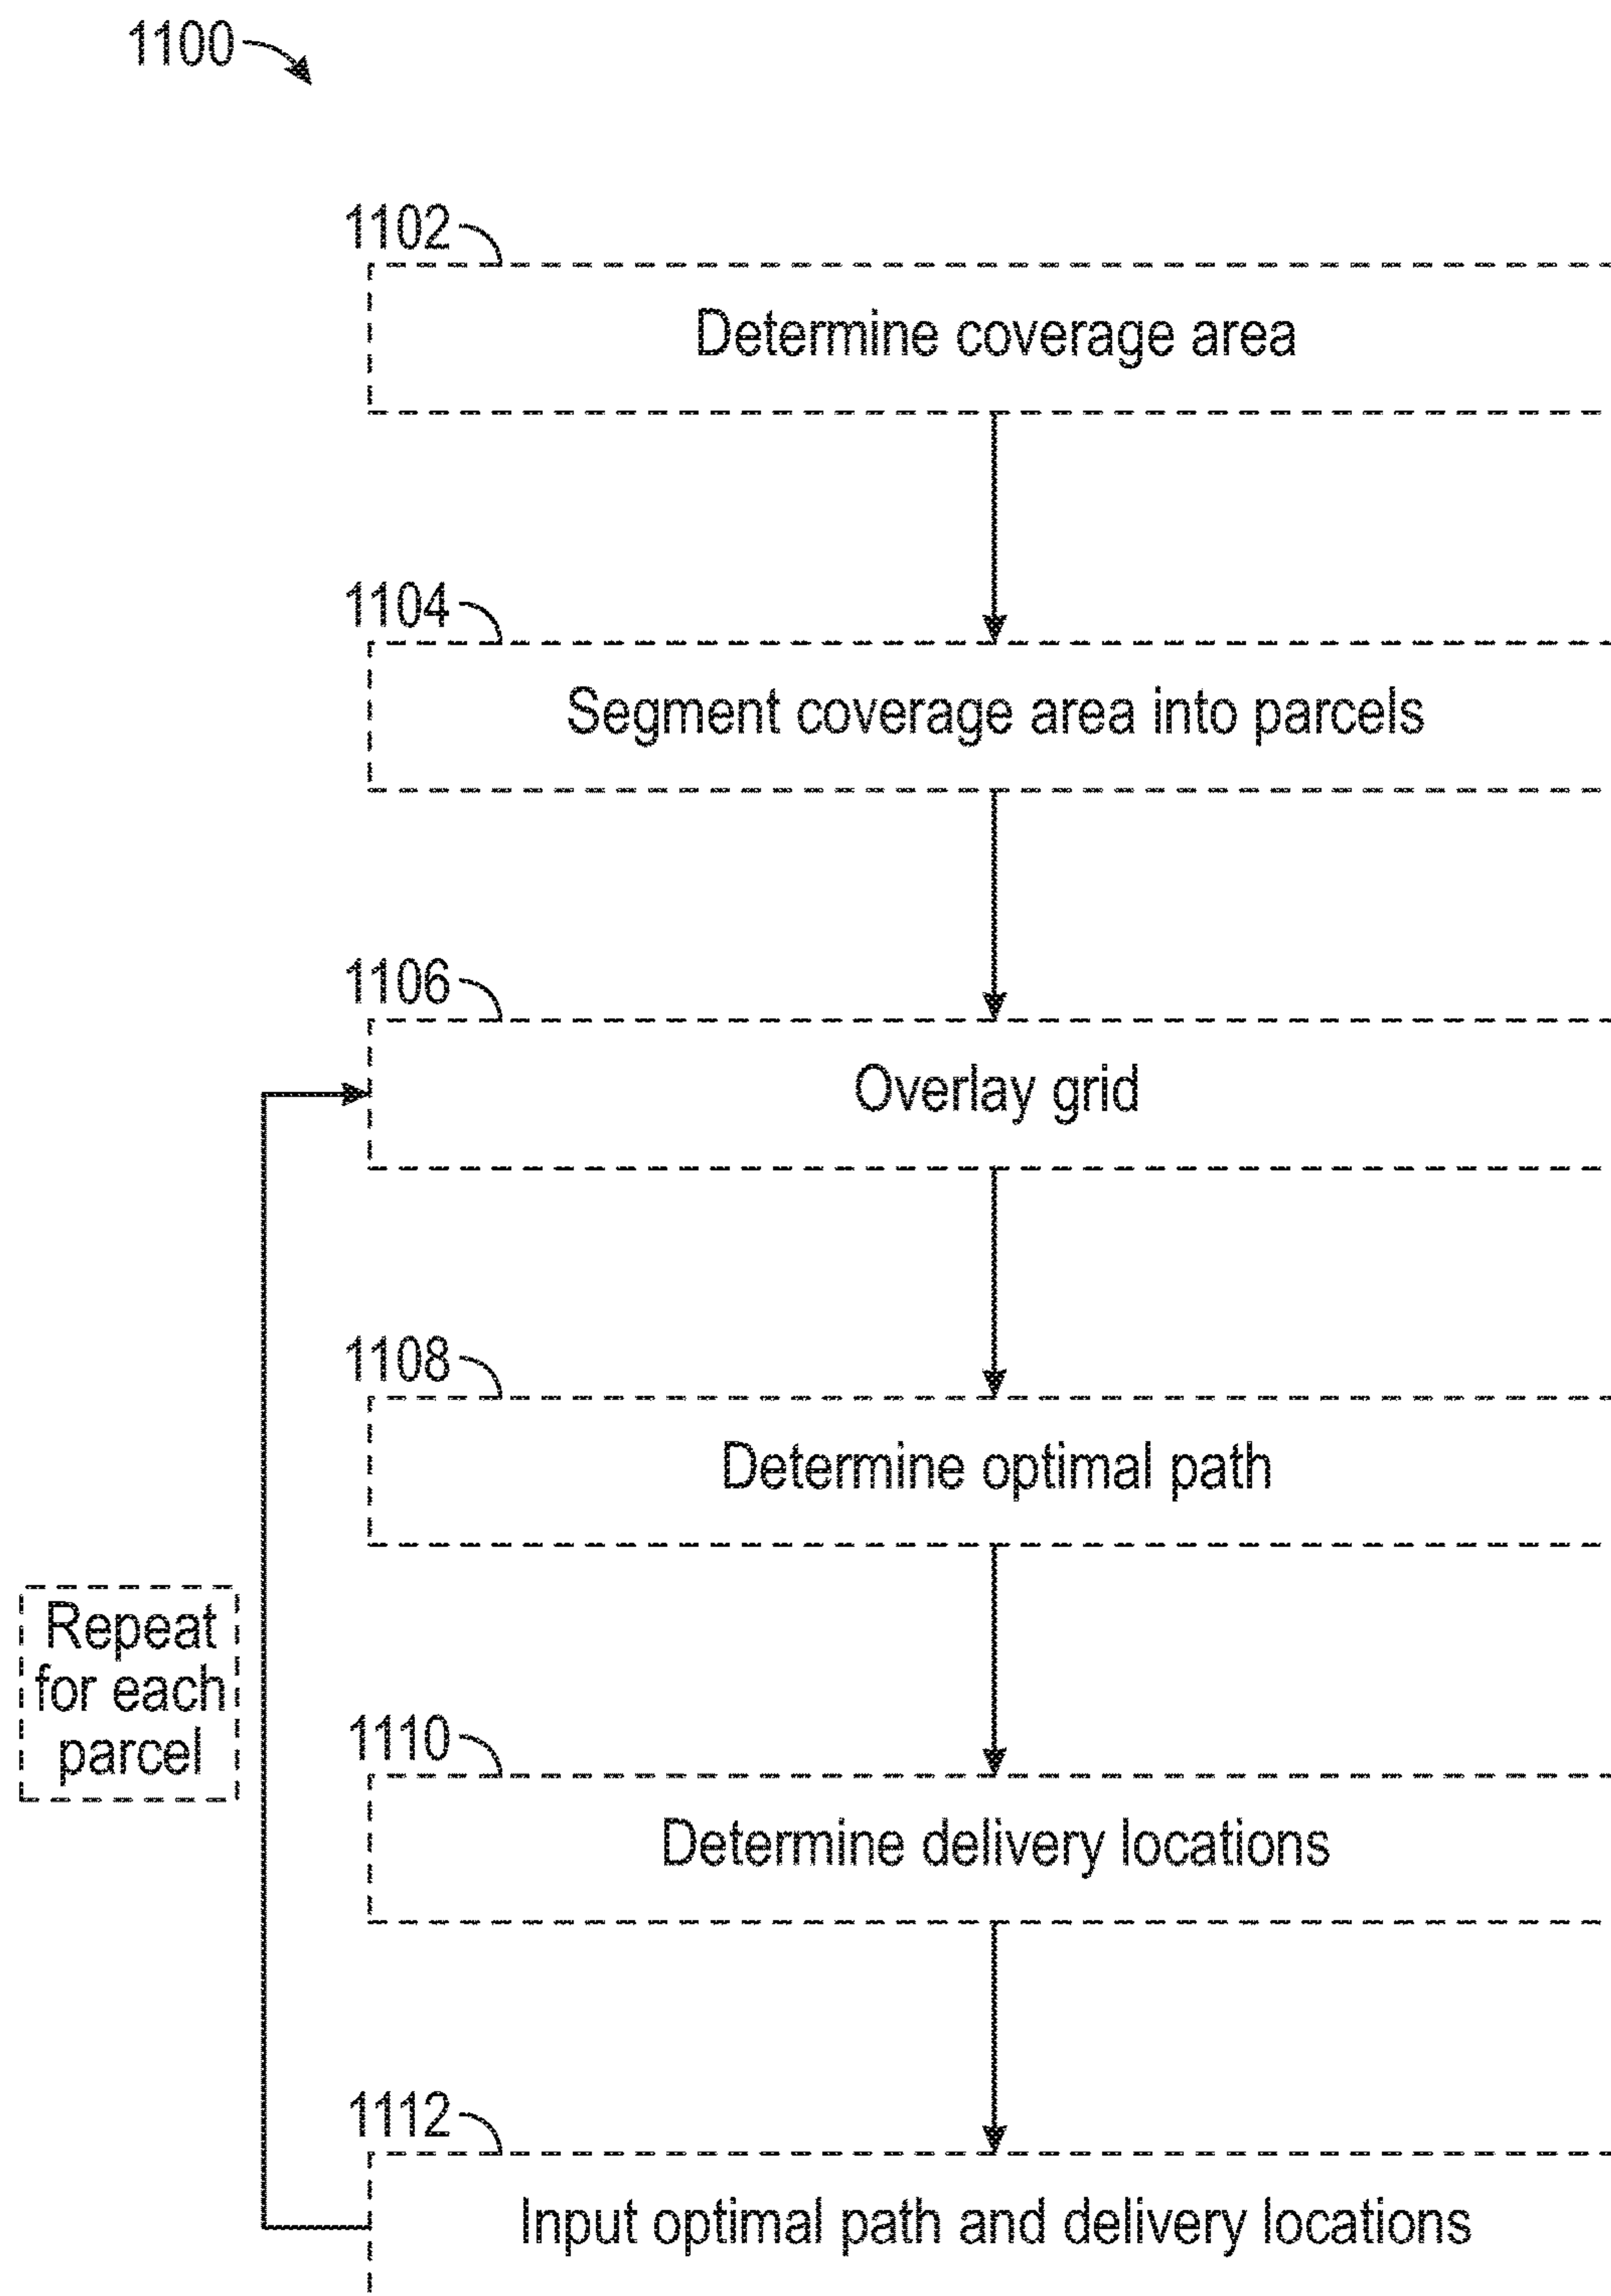 1100
1102
Determine coverage area
1104
Segment coverage area into parcels
1106
Overlay grid
1108
Determine optimal path
Repeat
for each
parcel
1110
Determine delivery locations
1112
Input optimal path and delivery locations